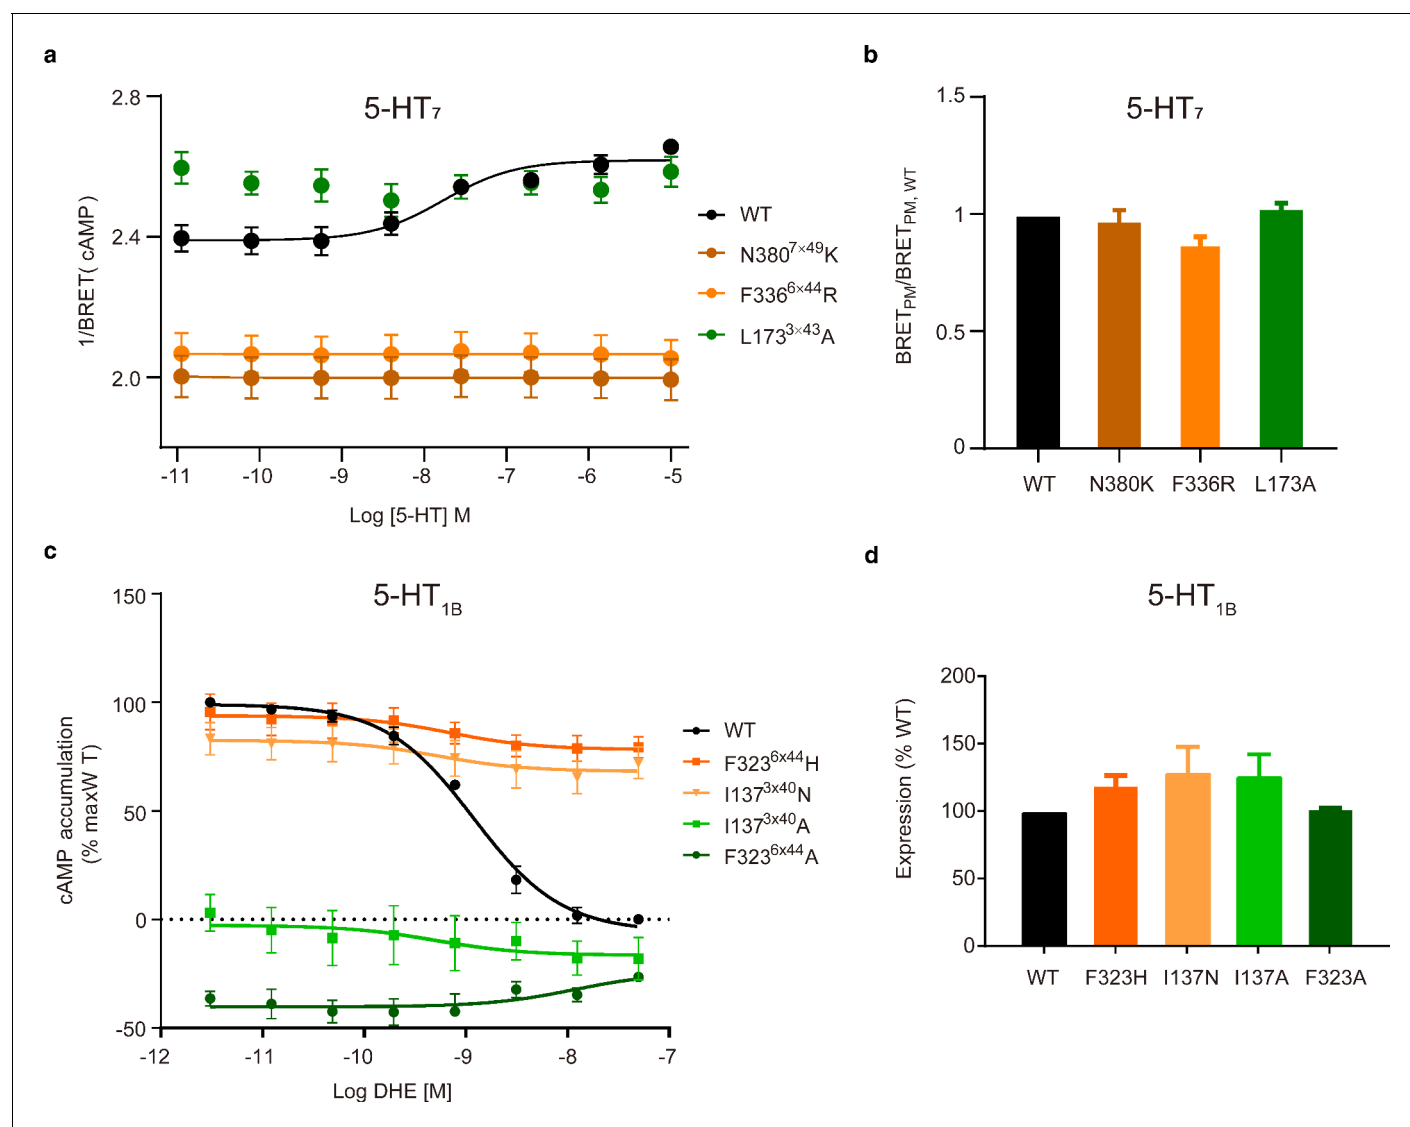 a
5-HT₇
2.8
2.4
2.0
1/BRET( cAMP)
-11 -10 -9 -8 -7 -6 -5
Log [5-HT] M
WT
N380⁷ˣ⁴⁹K
F336⁶ˣ⁴⁴R
L173³ˣ⁴³A
b
5-HT₇
1.5
1
0.5
0
BRET_PM/BRET_PM, WT
WT N380K F336R L173A
c
5-HT₁B
150
100
50
0
-50
cAMP accumulation
(% maxW T)
-12 -11 -10 -9 -8 -7
Log DHE [M]
WT
F323⁶ˣ⁴⁴H
I137³ˣ⁴⁰N
I137³ˣ⁴⁰A
F323⁶ˣ⁴⁴A
d
5-HT₁B
200
150
100
50
0
Expression (% WT)
WT F323H I137N I137A F323A